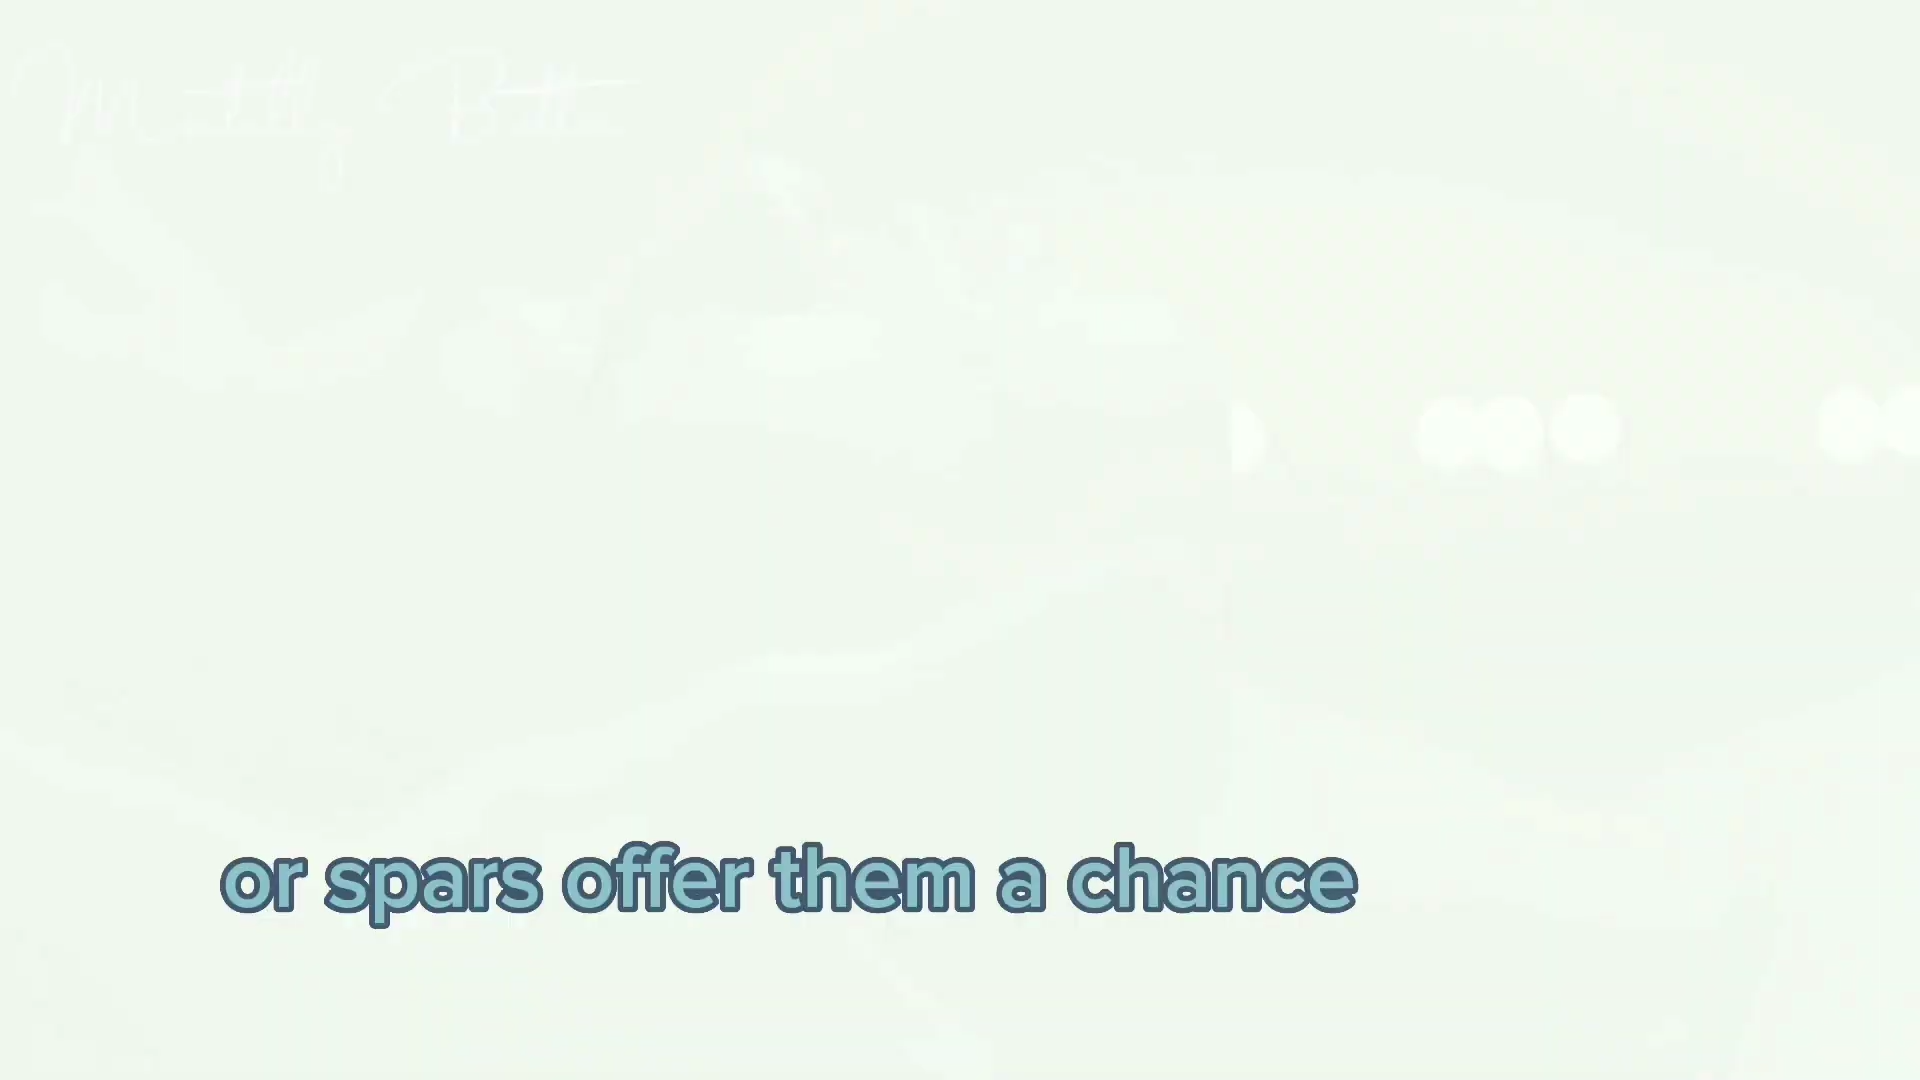 or spars offer them a chance